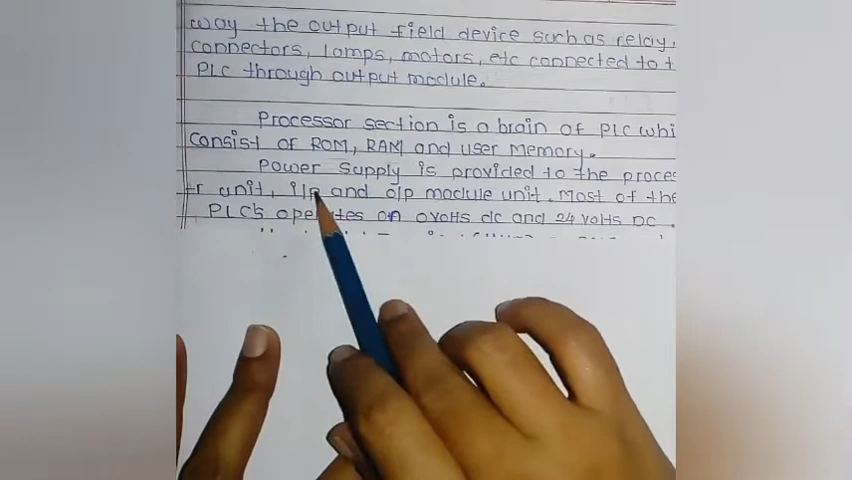 way the output field device such as relay,
connectors, lamps, motors, etc connected to t
PLC through output module.
Processor section is a brain of PLC whi
consist of ROM, RAM and user memory.
Power supply is provided to the proces
r unit, i/p and o/p module unit. Most of the
PLC's operates on 0 volts dc and 24 volts DC.